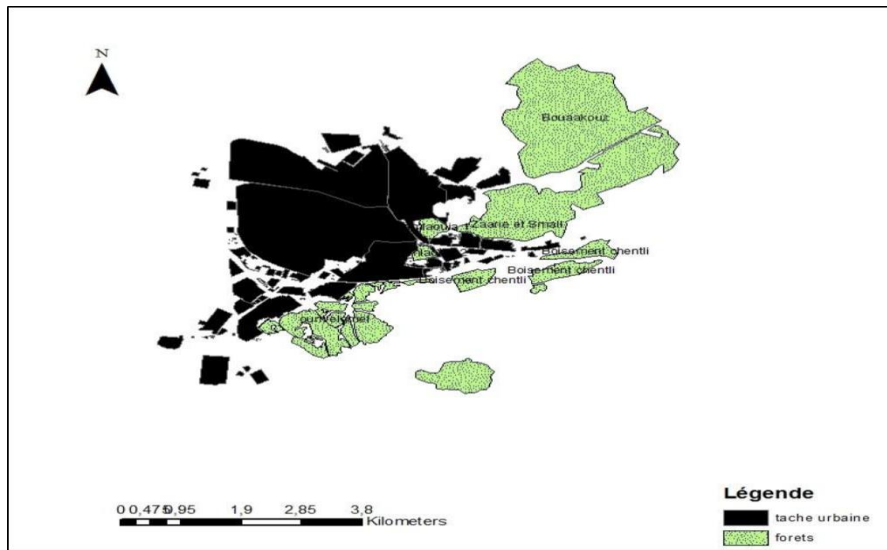 N
Bouaakouz
Zaarie et Smail
Boisement chentli
Boisement chentli
Boisement chentli
0 0,475 0,95 1,9 2,85 3,8
Kilometers
Légende
tache urbaine
forets